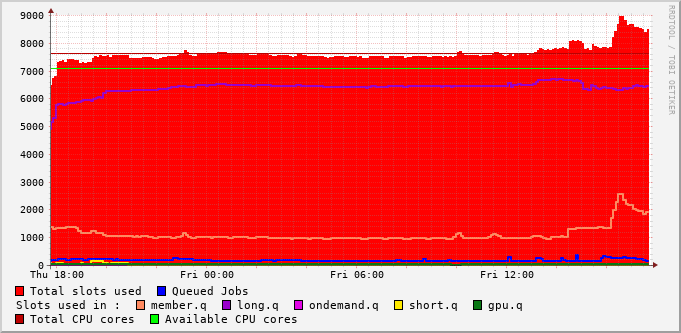 9000
8000
7000
6000
5000
4000
3000
2000
1000
0
Thu 18:00 Fri 00:00 Fri 06:00 Fri 12:00
RRDTOOL / TOBI OETIKER
Total slots used Queued Jobs
Slots used in : member.q long.q ondemand.q short.q gpu.q
Total CPU cores Available CPU cores